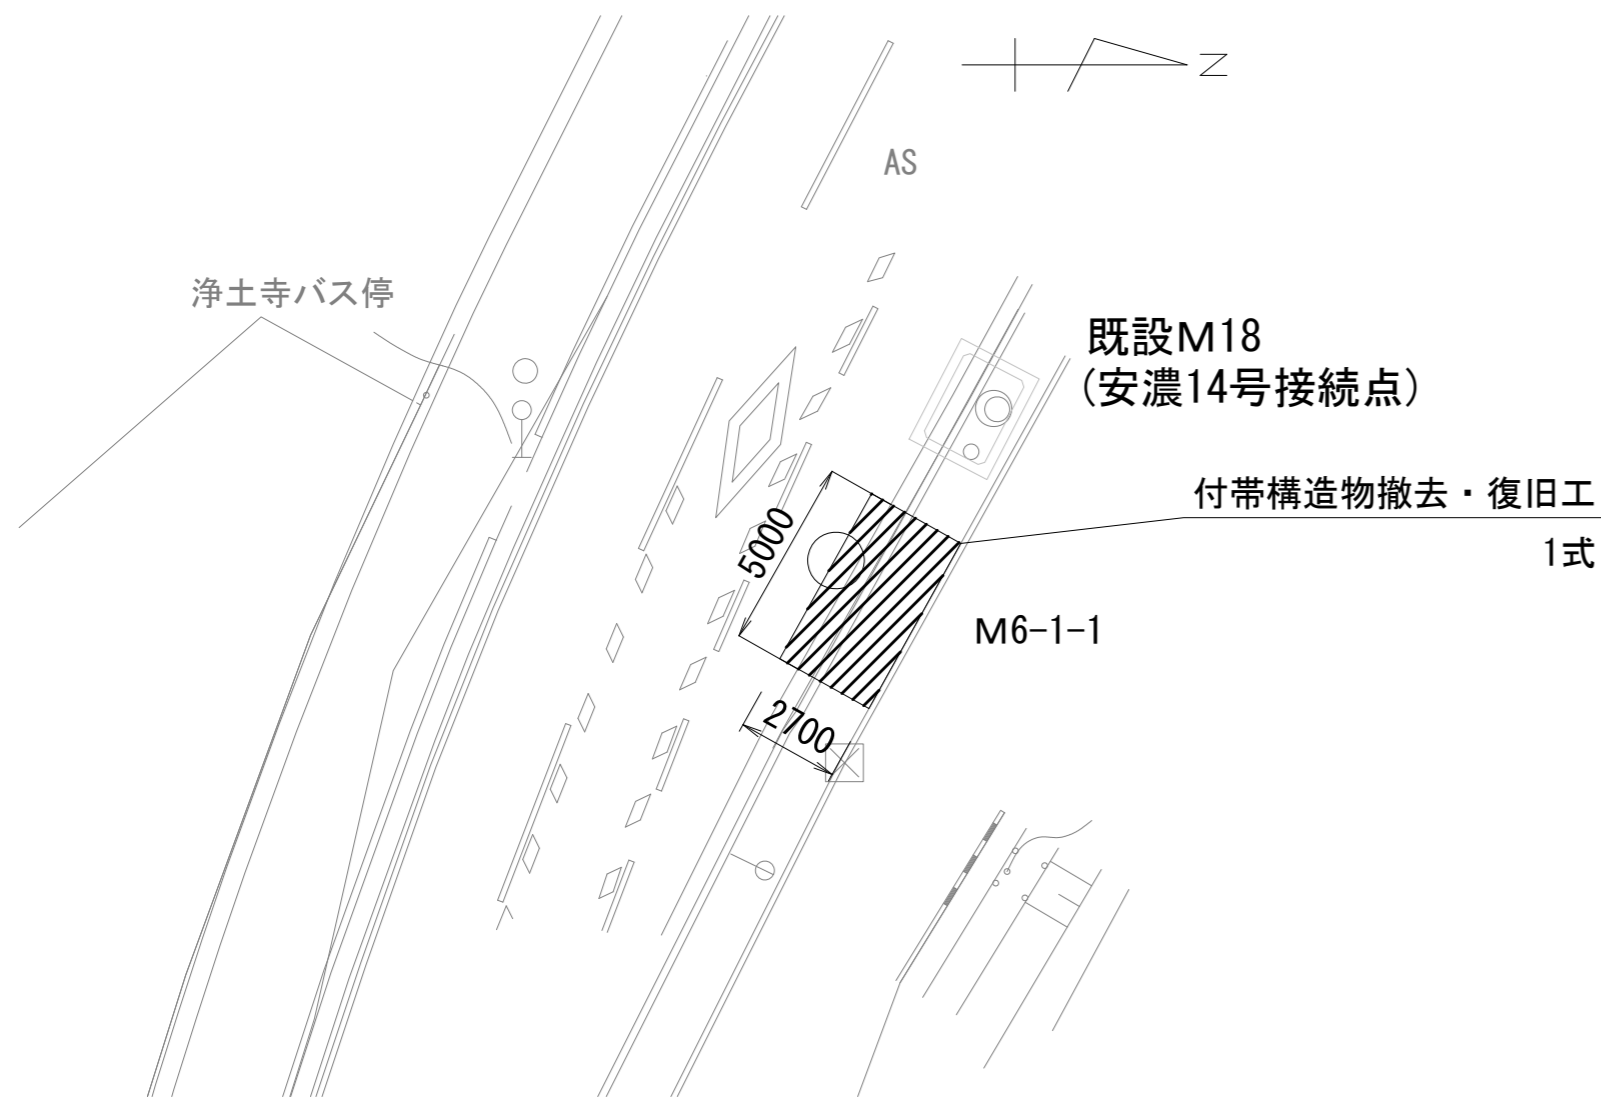 N
AS
浄土寺バス停
既設M18
(安濃14号接続点)
付帯構造物撤去・復旧工
1式
5000
M6-1-1
2700